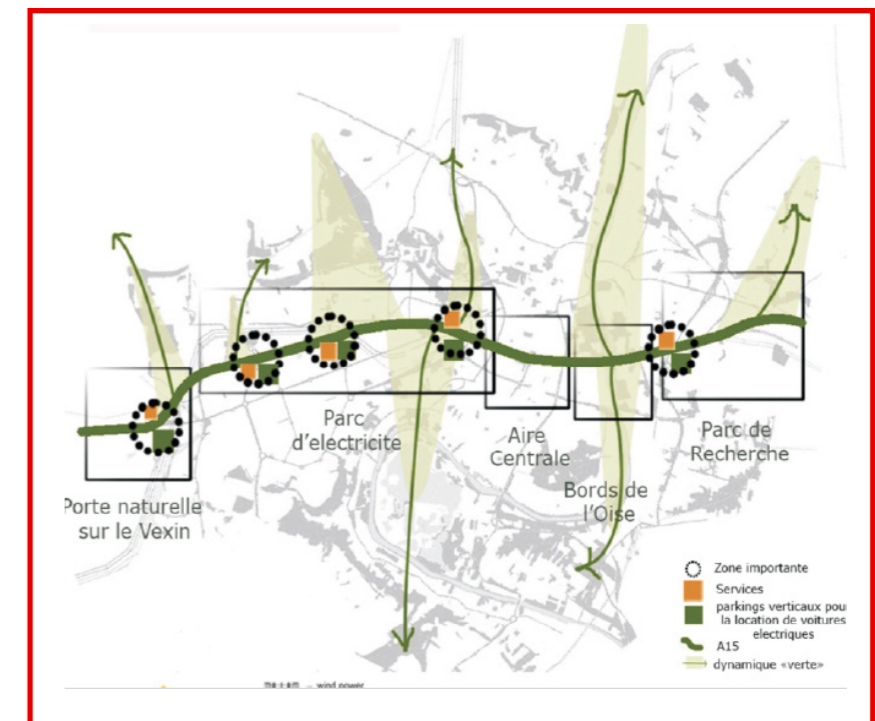 Porte naturelle
sur le Vexin
Parc
d'electricite
Aire
Centrale
Bords de
l'Oise
Parc de
Recherche
Zone importante
Services
parkings verticaux pour
la location de voitures
electriques
A15
dynamique «verte»
– wind power